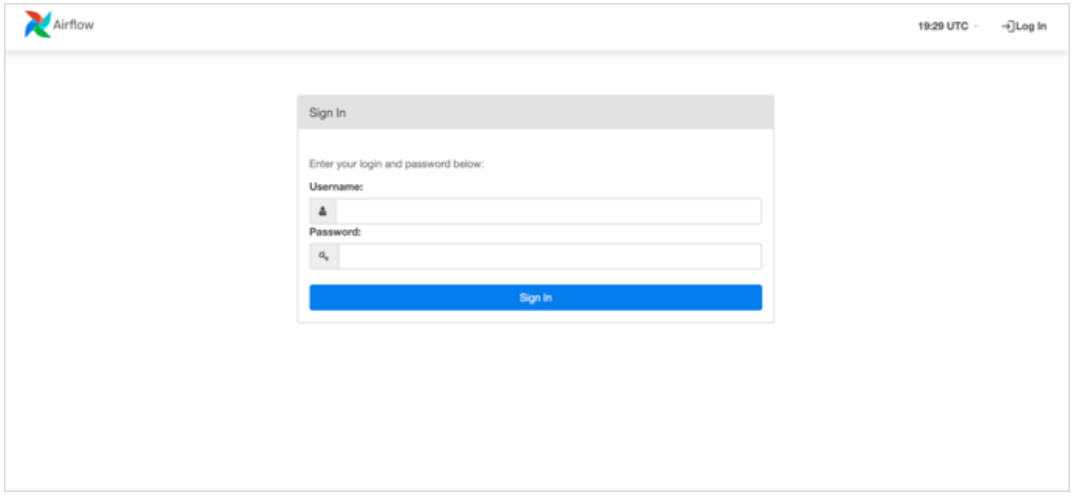 Airflow
19:29 UTC
Log In
Sign In
Enter your login and password below:
Username:
Password:
Sign In